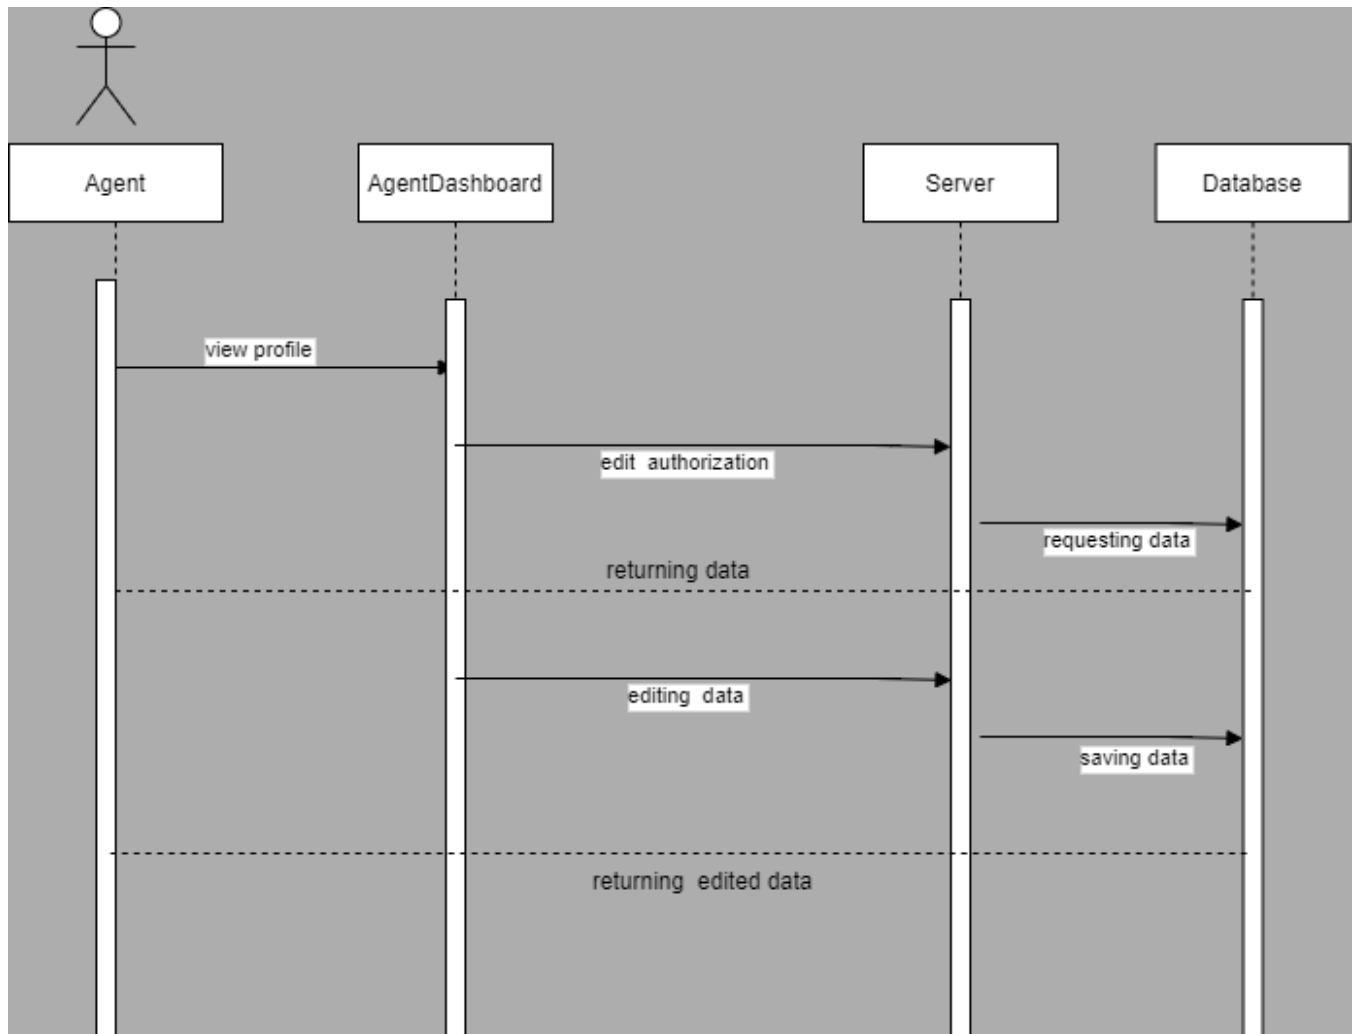 Agent
AgentDashboard
Server
Database
view profile
edit  authorization
requesting data
returning data
editing  data
saving data
returning  edited data